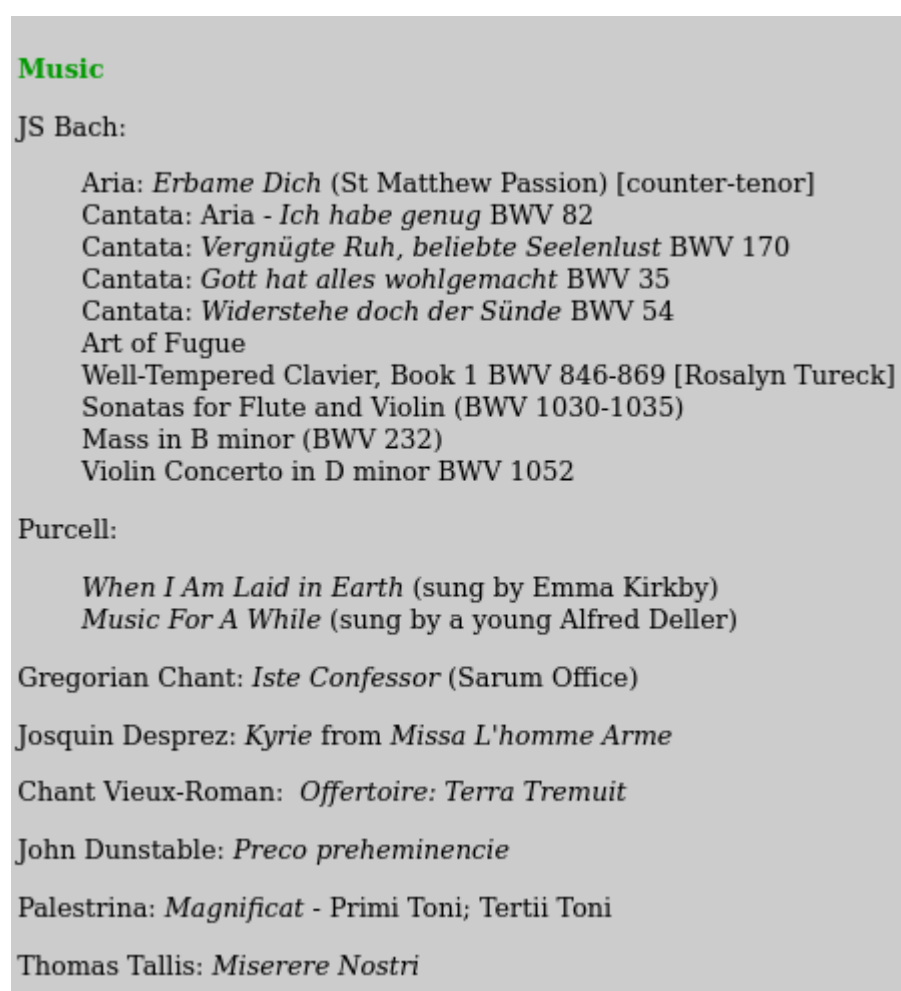 Music
JS Bach:
Aria: Erbame Dich (St Matthew Passion) [counter-tenor]
Cantata: Aria - Ich habe genug BWV 82
Cantata: Vergnügte Ruh, beliebte Seelenlust BWV 170
Cantata: Gott hat alles wohlgemacht BWV 35
Cantata: Widerstehe doch der Sünde BWV 54
Art of Fugue
Well-Tempered Clavier, Book 1 BWV 846-869 [Rosalyn Tureck]
Sonatas for Flute and Violin (BWV 1030-1035)
Mass in B minor (BWV 232)
Violin Concerto in D minor BWV 1052
Purcell:
When I Am Laid in Earth (sung by Emma Kirkby)
Music For A While (sung by a young Alfred Deller)
Gregorian Chant: Iste Confessor (Sarum Office)
Josquin Desprez: Kyrie from Missa L'homme Arme
Chant Vieux-Roman:  Offertoire: Terra Tremuit
John Dunstable: Preco preheminencie
Palestrina: Magnificat - Primi Toni; Tertii Toni
Thomas Tallis: Miserere Nostri